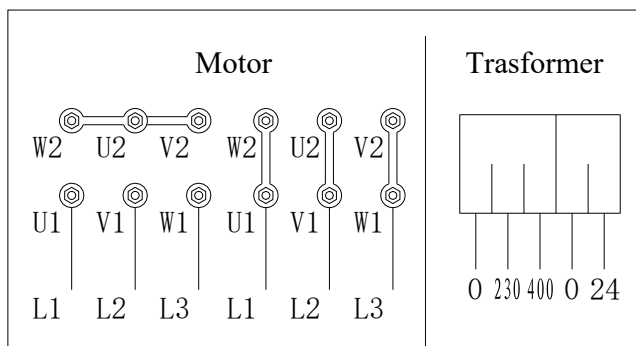 Motor Trasformer
W2 U2 V2 W2 U2 V2
U1 V1 W1 U1 V1 W1
L1 L2 L3 L1 L2 L3
0 230 400 0 24